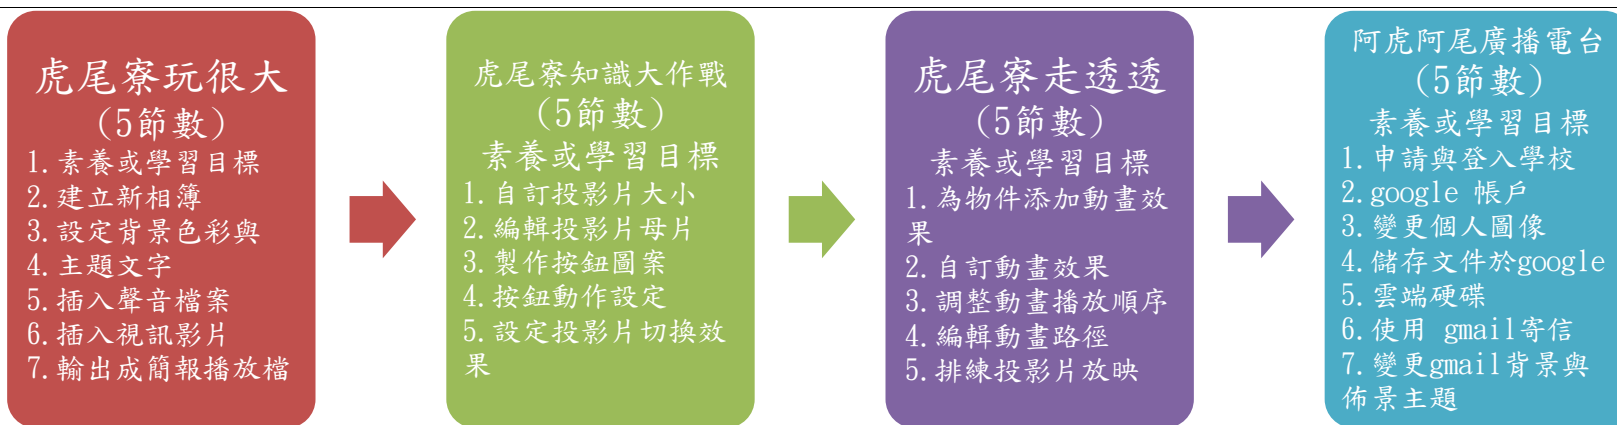 虎尾寮玩很大
(5節數)
1.素養或學習目標
2.建立新相簿
3.設定背景色彩與
4.主題文字
5.插入聲音檔案
6.插入視訊影片
7.輸出成簡報播放檔
虎尾寮知識大作戰
(5節數)
素養或學習目標
1.自訂投影片大小
2.編輯投影片母片
3.製作按鈕圖案
4.按鈕動作設定
5.設定投影片切換效
果
虎尾寮走透透
(5節數)
素養或學習目標
1.為物件添加動畫效
果
2.自訂動畫效果
3.調整動畫播放順序
4.編輯動畫路徑
5.排練投影片放映
阿虎阿尾廣播電台
(5節數)
素養或學習目標
1.申請與登入學校
2.google 帳戶
3.變更個人圖像
4.儲存文件於google
5.雲端硬碟
6.使用 gmail寄信
7.變更gmail背景與
佈景主題